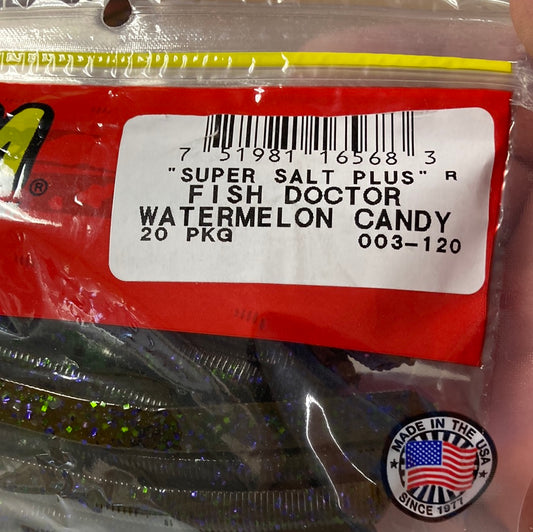 ®
7 51981 16568 3
"SUPER SALT PLUS" R
FISH DOCTOR
WATERMELON CANDY
20 PKG 003-120
MADE IN THE USA
SINCE 1977